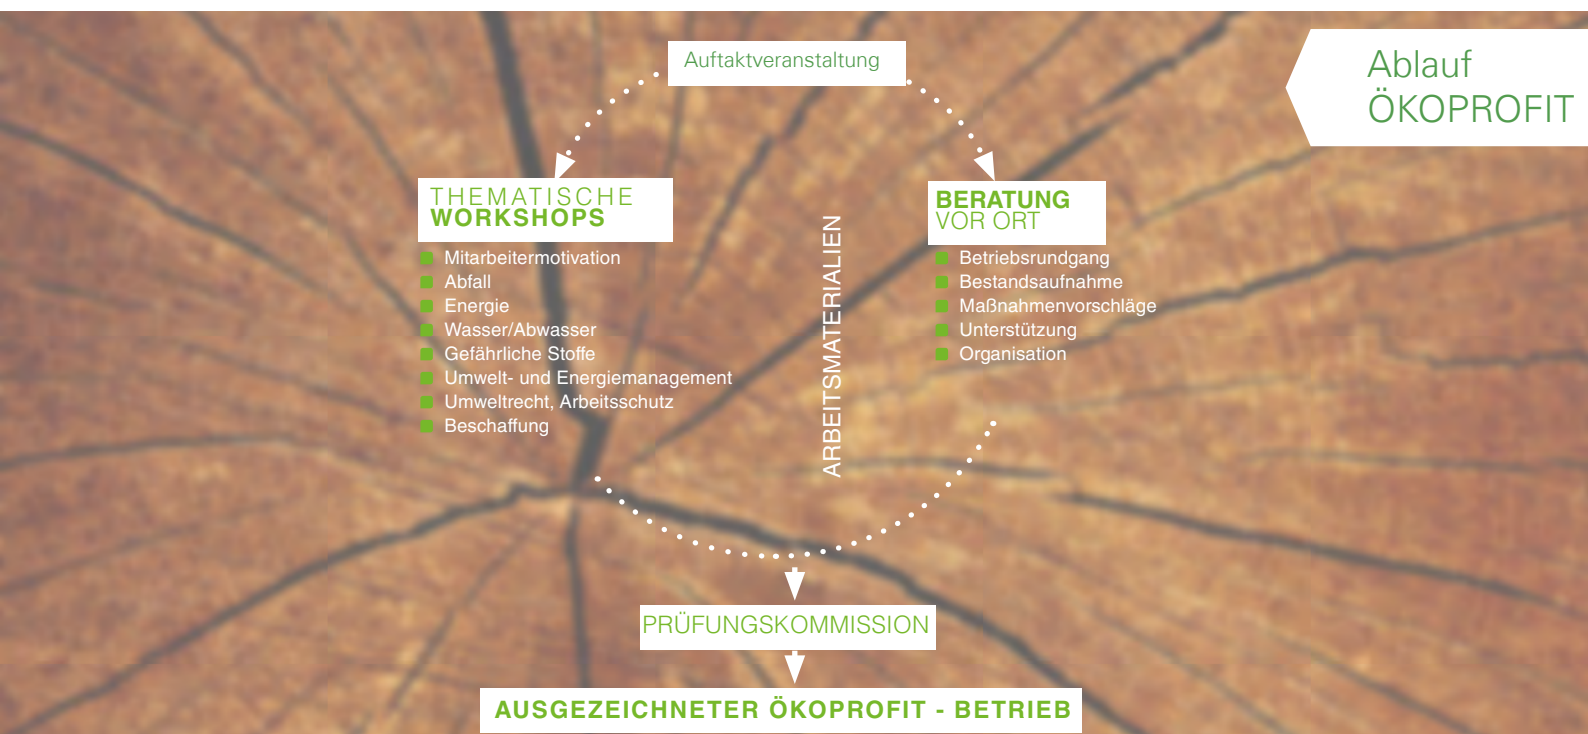 Ablauf
ÖKOPROFIT
Auftaktveranstaltung
THEMATISCHE
WORKSHOPS
Mitarbeitermotivation
Abfall
Energie
Wasser/Abwasser
Gefährliche Stoffe
Umwelt- und Energiemanagement
Umweltrecht, Arbeitsschutz
Beschaffung
ARBEITSMATERIALIEN
BERATUNG
VOR ORT
Betriebsrundgang
Bestandsaufnahme
Maßnahmenvorschläge
Unterstützung
Organisation
PRÜFUNGSKOMMISSION
AUSGEZEICHNETER ÖKOPROFIT - BETRIEB